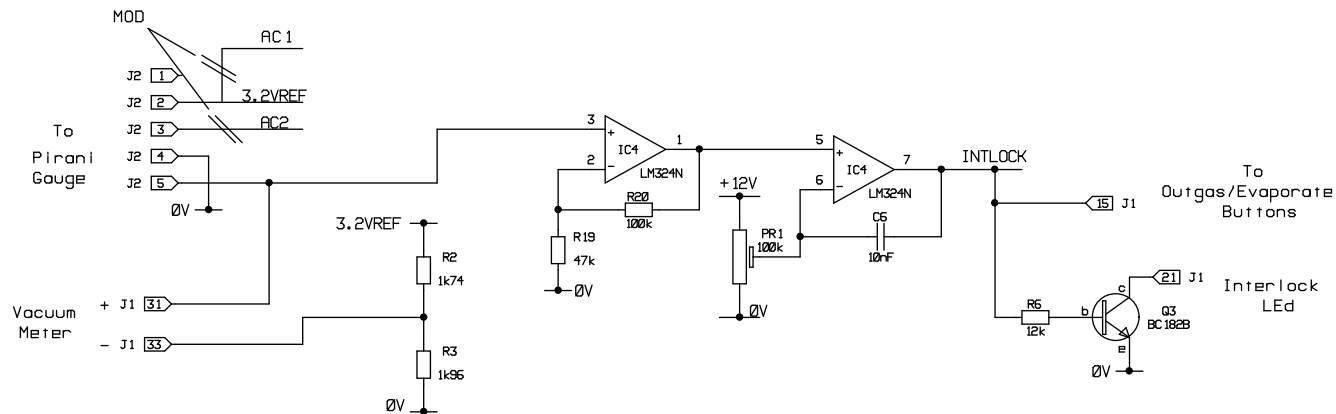 MOD
AC1
J2 1
J2 2
3.2VREF
J2 3
AC2
J2 4
J2 5
To
Pirani
Gauge
0V
3
2
+
-
IC4
1
LM324N
R20
100k
R19
47k
0V
5
6
+
-
IC4
7
LM324N
+12V
PR1
100k
0V
C6
10nF
INTLOCK
15 J1
To
Outgas/Evaporate
Buttons
3.2VREF
R2
1k74
R3
1k96
0V
Vacuum
Meter
+ J1 31
- J1 33
R6
12k
b
c
e
Q3
BC182B
0V
21 J1
Interlock
LEd